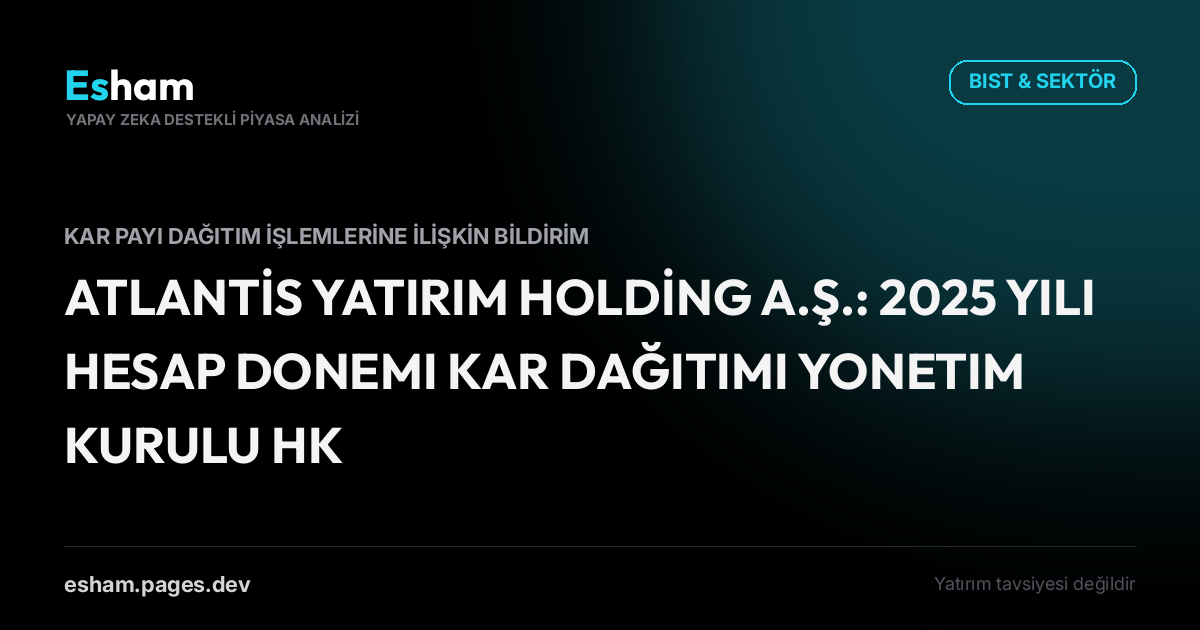 Esham
YAPAY ZEKA DESTEKLİ PİYASA ANALİZİ
BIST & SEKTÖR
KAR PAYI DAĞITIM İŞLEMLERİNE İLİŞKİN BİLDİRİM
ATLANTİS YATIRIM HOLDİNG A.Ş.: 2025 YILI
HESAP DONEMI KAR DAĞITIMI YONETIM
KURULU HK
esham.pages.dev
Yatırım tavsiyesi değildir